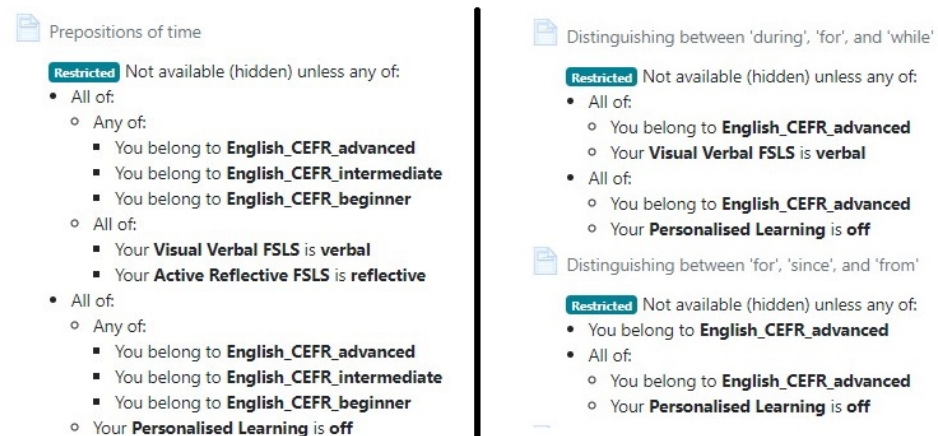 Prepositions of time
Restricted Not available (hidden) unless any of:
All of:
Any of:
You belong to English_CEFR_advanced
You belong to English_CEFR_intermediate
You belong to English_CEFR_beginner
All of:
Your Visual Verbal FSLS is verbal
Your Active Reflective FSLS is reflective
All of:
Any of:
You belong to English_CEFR_advanced
You belong to English_CEFR_intermediate
You belong to English_CEFR_beginner
Your Personalised Learning is off
Distinguishing between 'during', 'for', and 'while'
Restricted Not available (hidden) unless any of:
All of:
You belong to English_CEFR_advanced
Your Visual Verbal FSLS is verbal
All of:
You belong to English_CEFR_advanced
Your Personalised Learning is off
Distinguishing between 'for', 'since', and 'from'
Restricted Not available (hidden) unless any of:
You belong to English_CEFR_advanced
All of:
You belong to English_CEFR_advanced
Your Personalised Learning is off